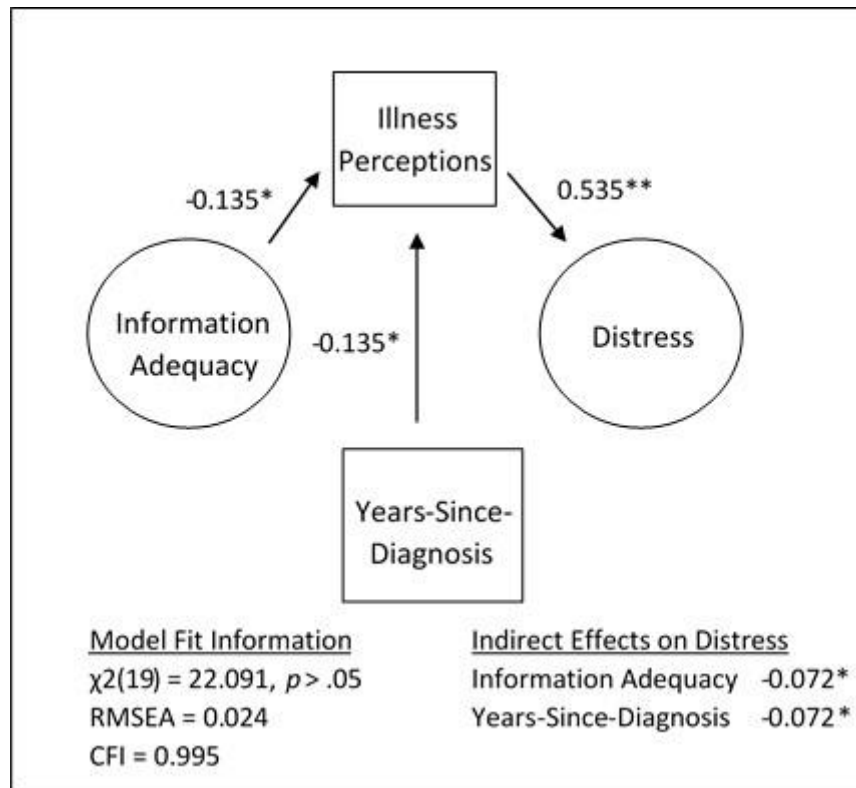 Illness
Perceptions
-0.135*
0.535**
Information
Adequacy
-0.135*
Distress
Years-Since-
Diagnosis
Model Fit Information
χ2(19) = 22.091, p > .05
RMSEA = 0.024
CFI = 0.995
Indirect Effects on Distress
Information Adequacy -0.072*
Years-Since-Diagnosis -0.072*